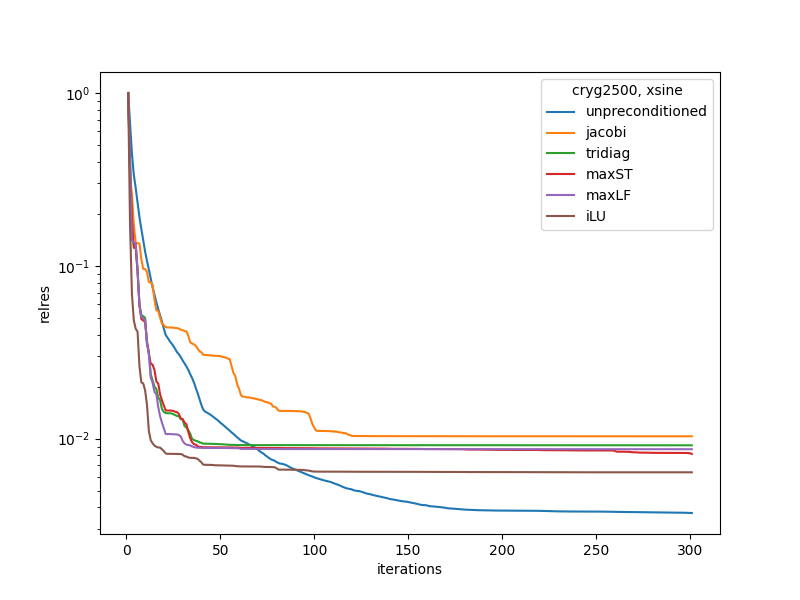 cryg2500, xsine
unpreconditioned
jacobi
tridiag
maxST
maxLF
iLU
10⁰
10⁻¹
10⁻²
relres
0 50 100 150 200 250 300
iterations